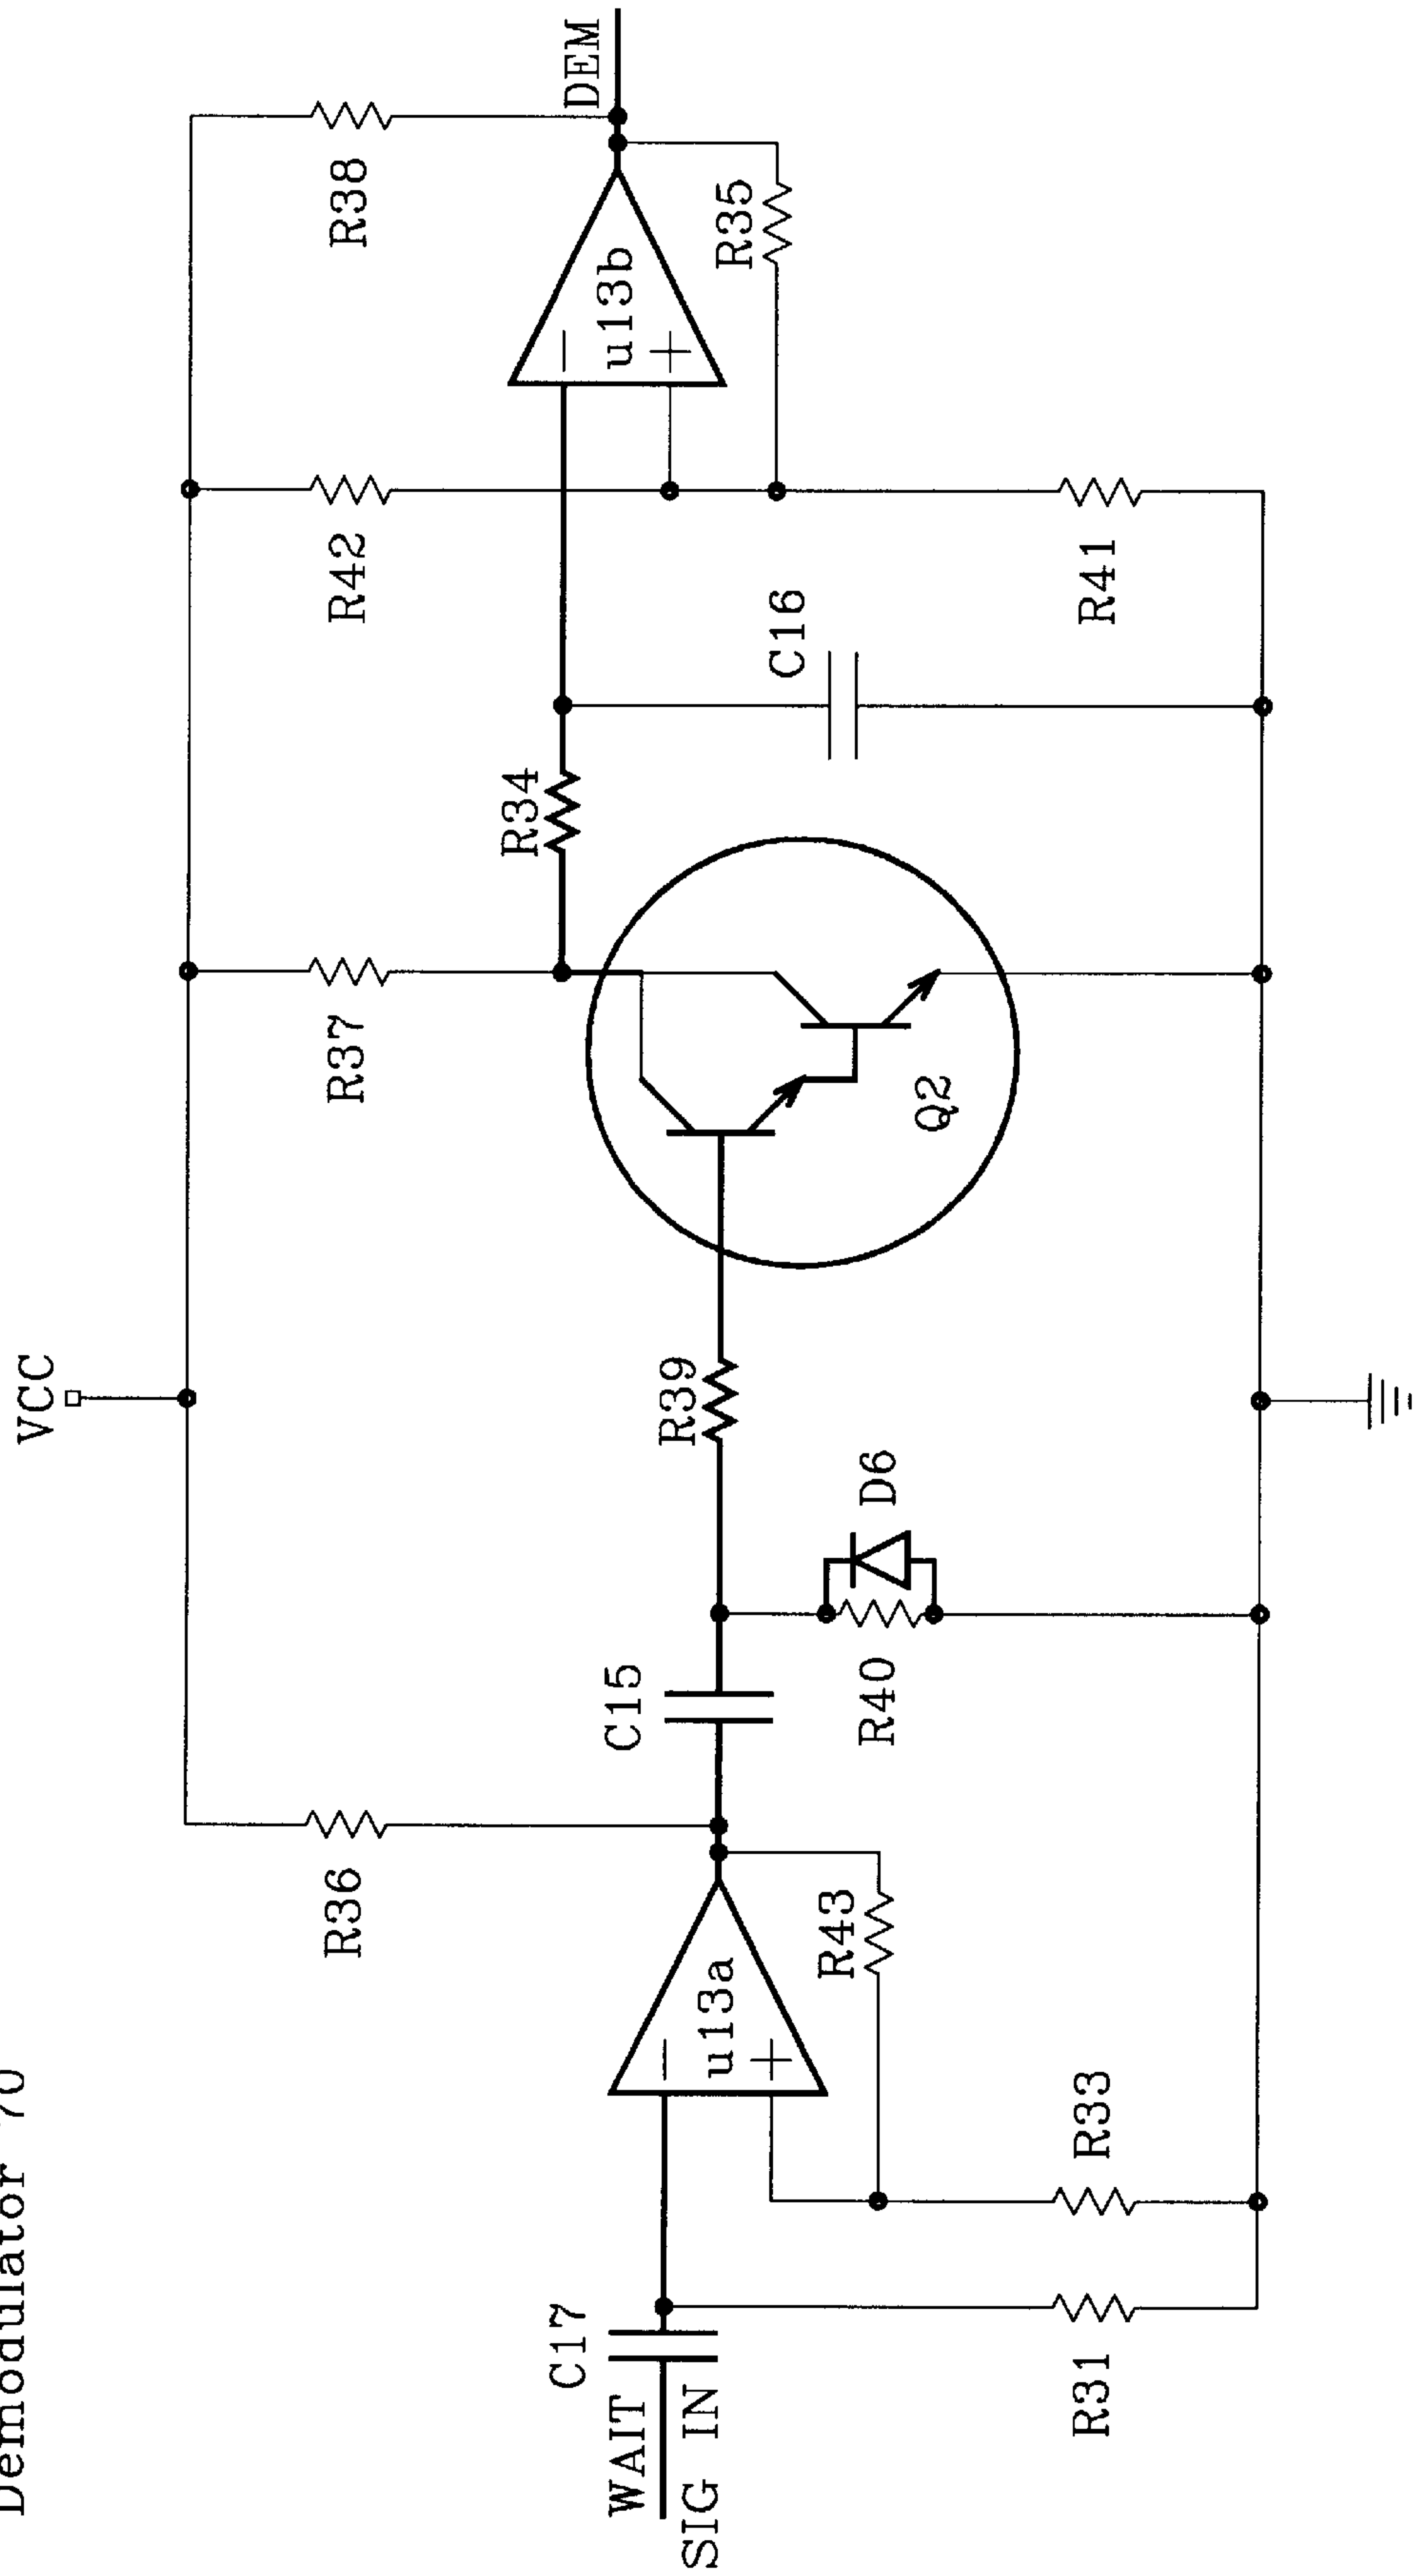 Demodulator 70
VCC
R36
R37
R42
R38
WAIT
SIG IN
C17
u13a
R43
C15
R39
R34
u13b
DEM
R35
R31
R33
R40
D6
Q2
C16
R41